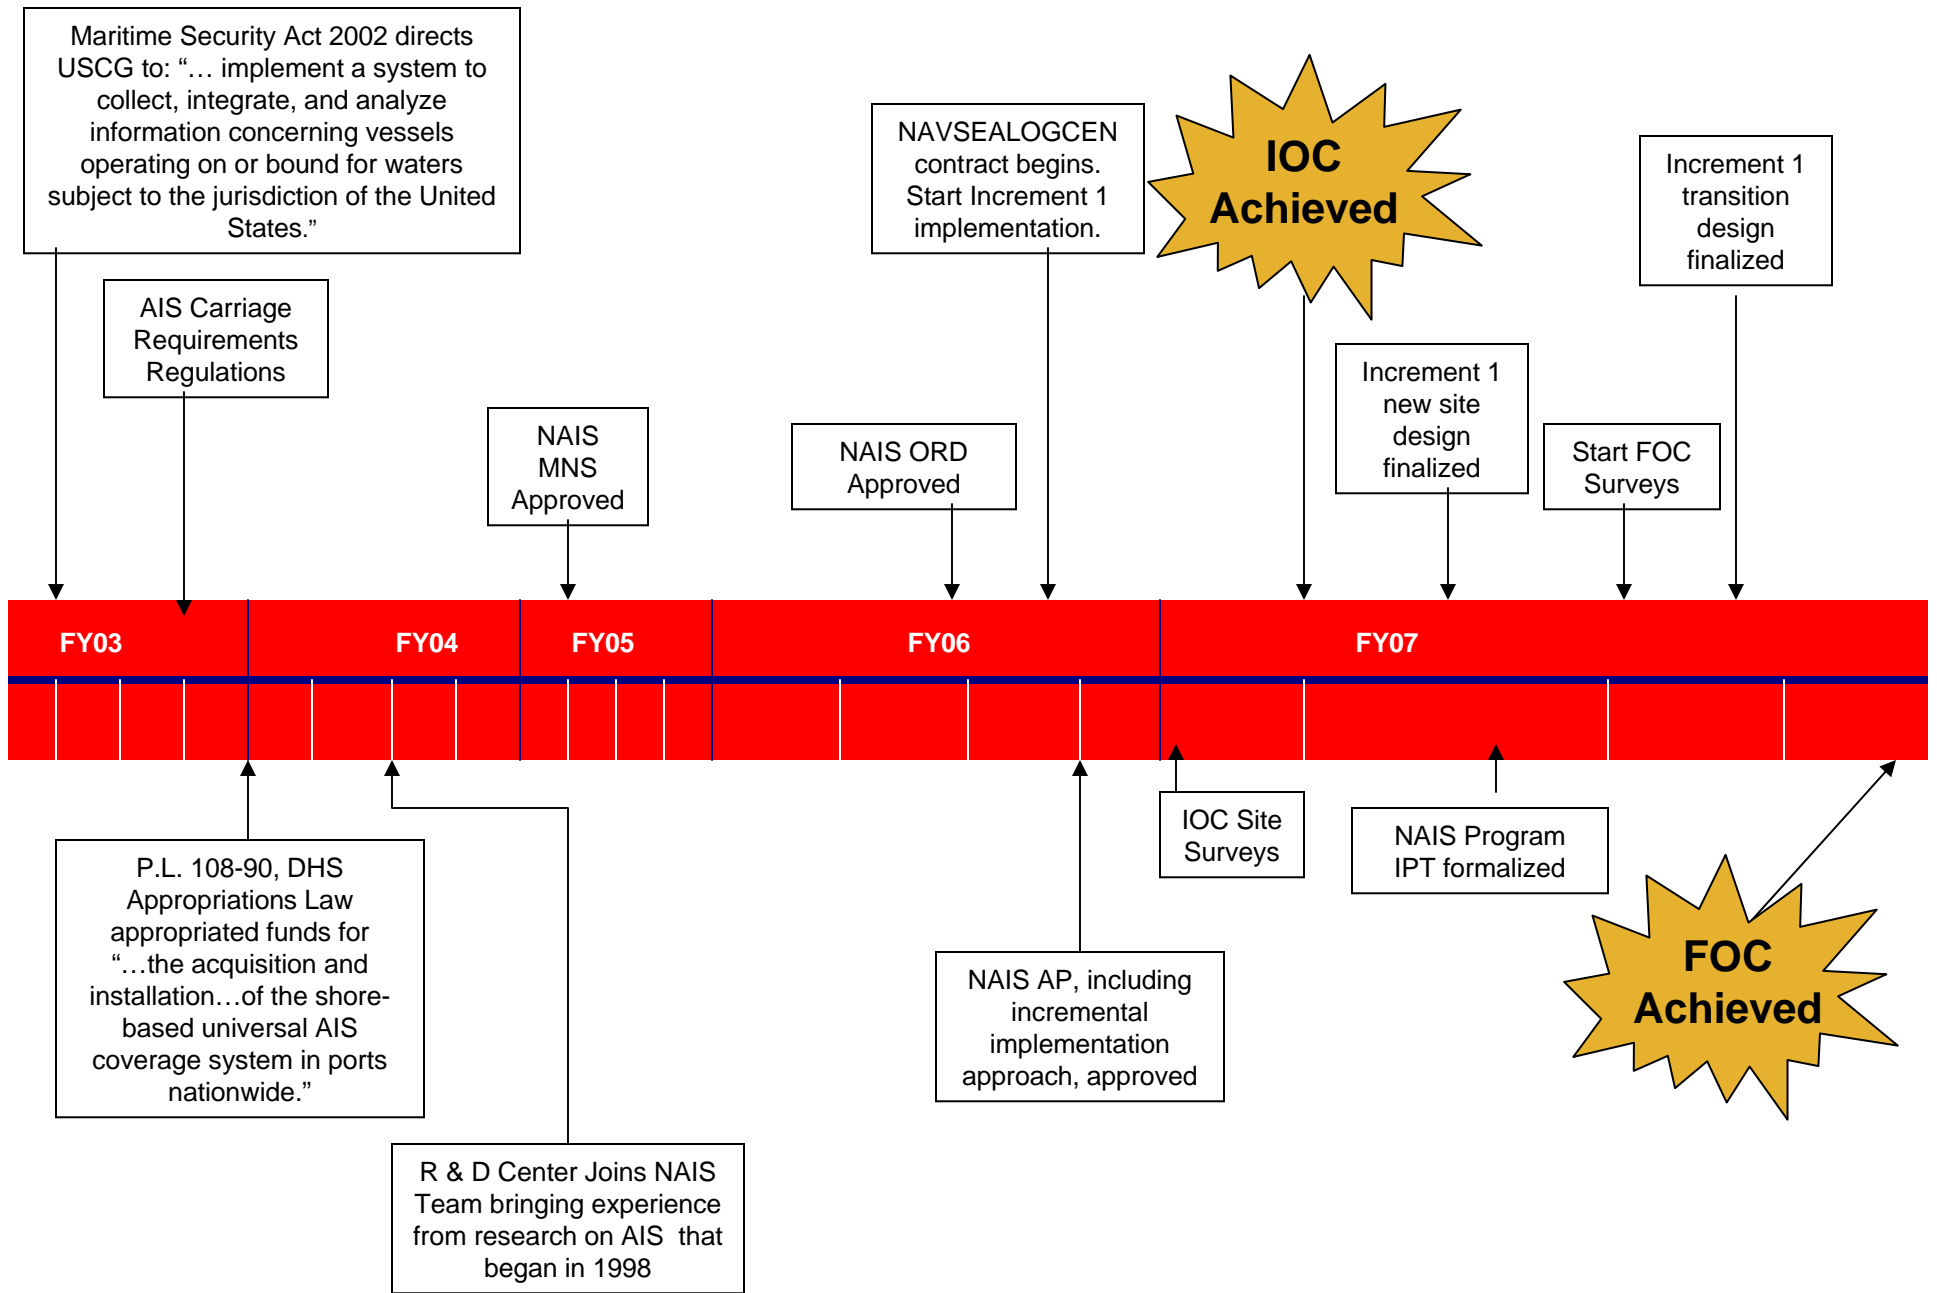 Maritime Security Act 2002 directs
USCG to: “… implement a system to
collect, integrate, and analyze
information concerning vessels
operating on or bound for waters
subject to the jurisdiction of the United
States.”
AIS Carriage
Requirements
Regulations
NAIS
MNS
Approved
NAIS ORD
Approved
NAVSEALOGCEN
contract begins.
Start Increment 1
implementation.
IOC
Achieved
Increment 1
new site
design
finalized
Start FOC
Surveys
Increment 1
transition
design
finalized
FY03
FY04
FY05
FY06
FY07
P.L. 108-90, DHS
Appropriations Law
appropriated funds for
“…the acquisition and
installation…of the shore-
based universal AIS
coverage system in ports
nationwide.”
R & D Center Joins NAIS
Team bringing experience
from research on AIS that
began in 1998
NAIS AP, including
incremental
implementation
approach, approved
IOC Site
Surveys
NAIS Program
IPT formalized
FOC
Achieved